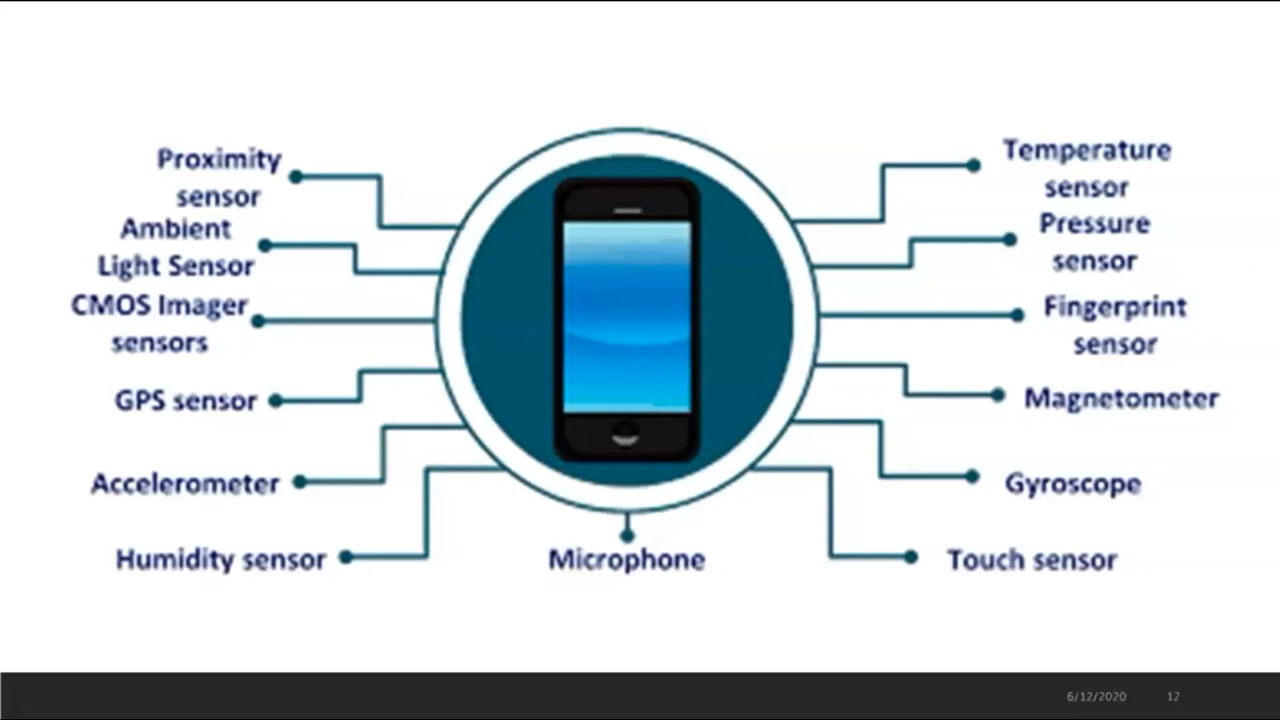 Proximity
sensor
Ambient
Light Sensor
CMOS Imager
sensors
GPS sensor
Accelerometer
Humidity sensor
Microphone
Temperature
sensor
Pressure
sensor
Fingerprint
sensor
Magnetometer
Gyroscope
Touch sensor
6/12/2020 12